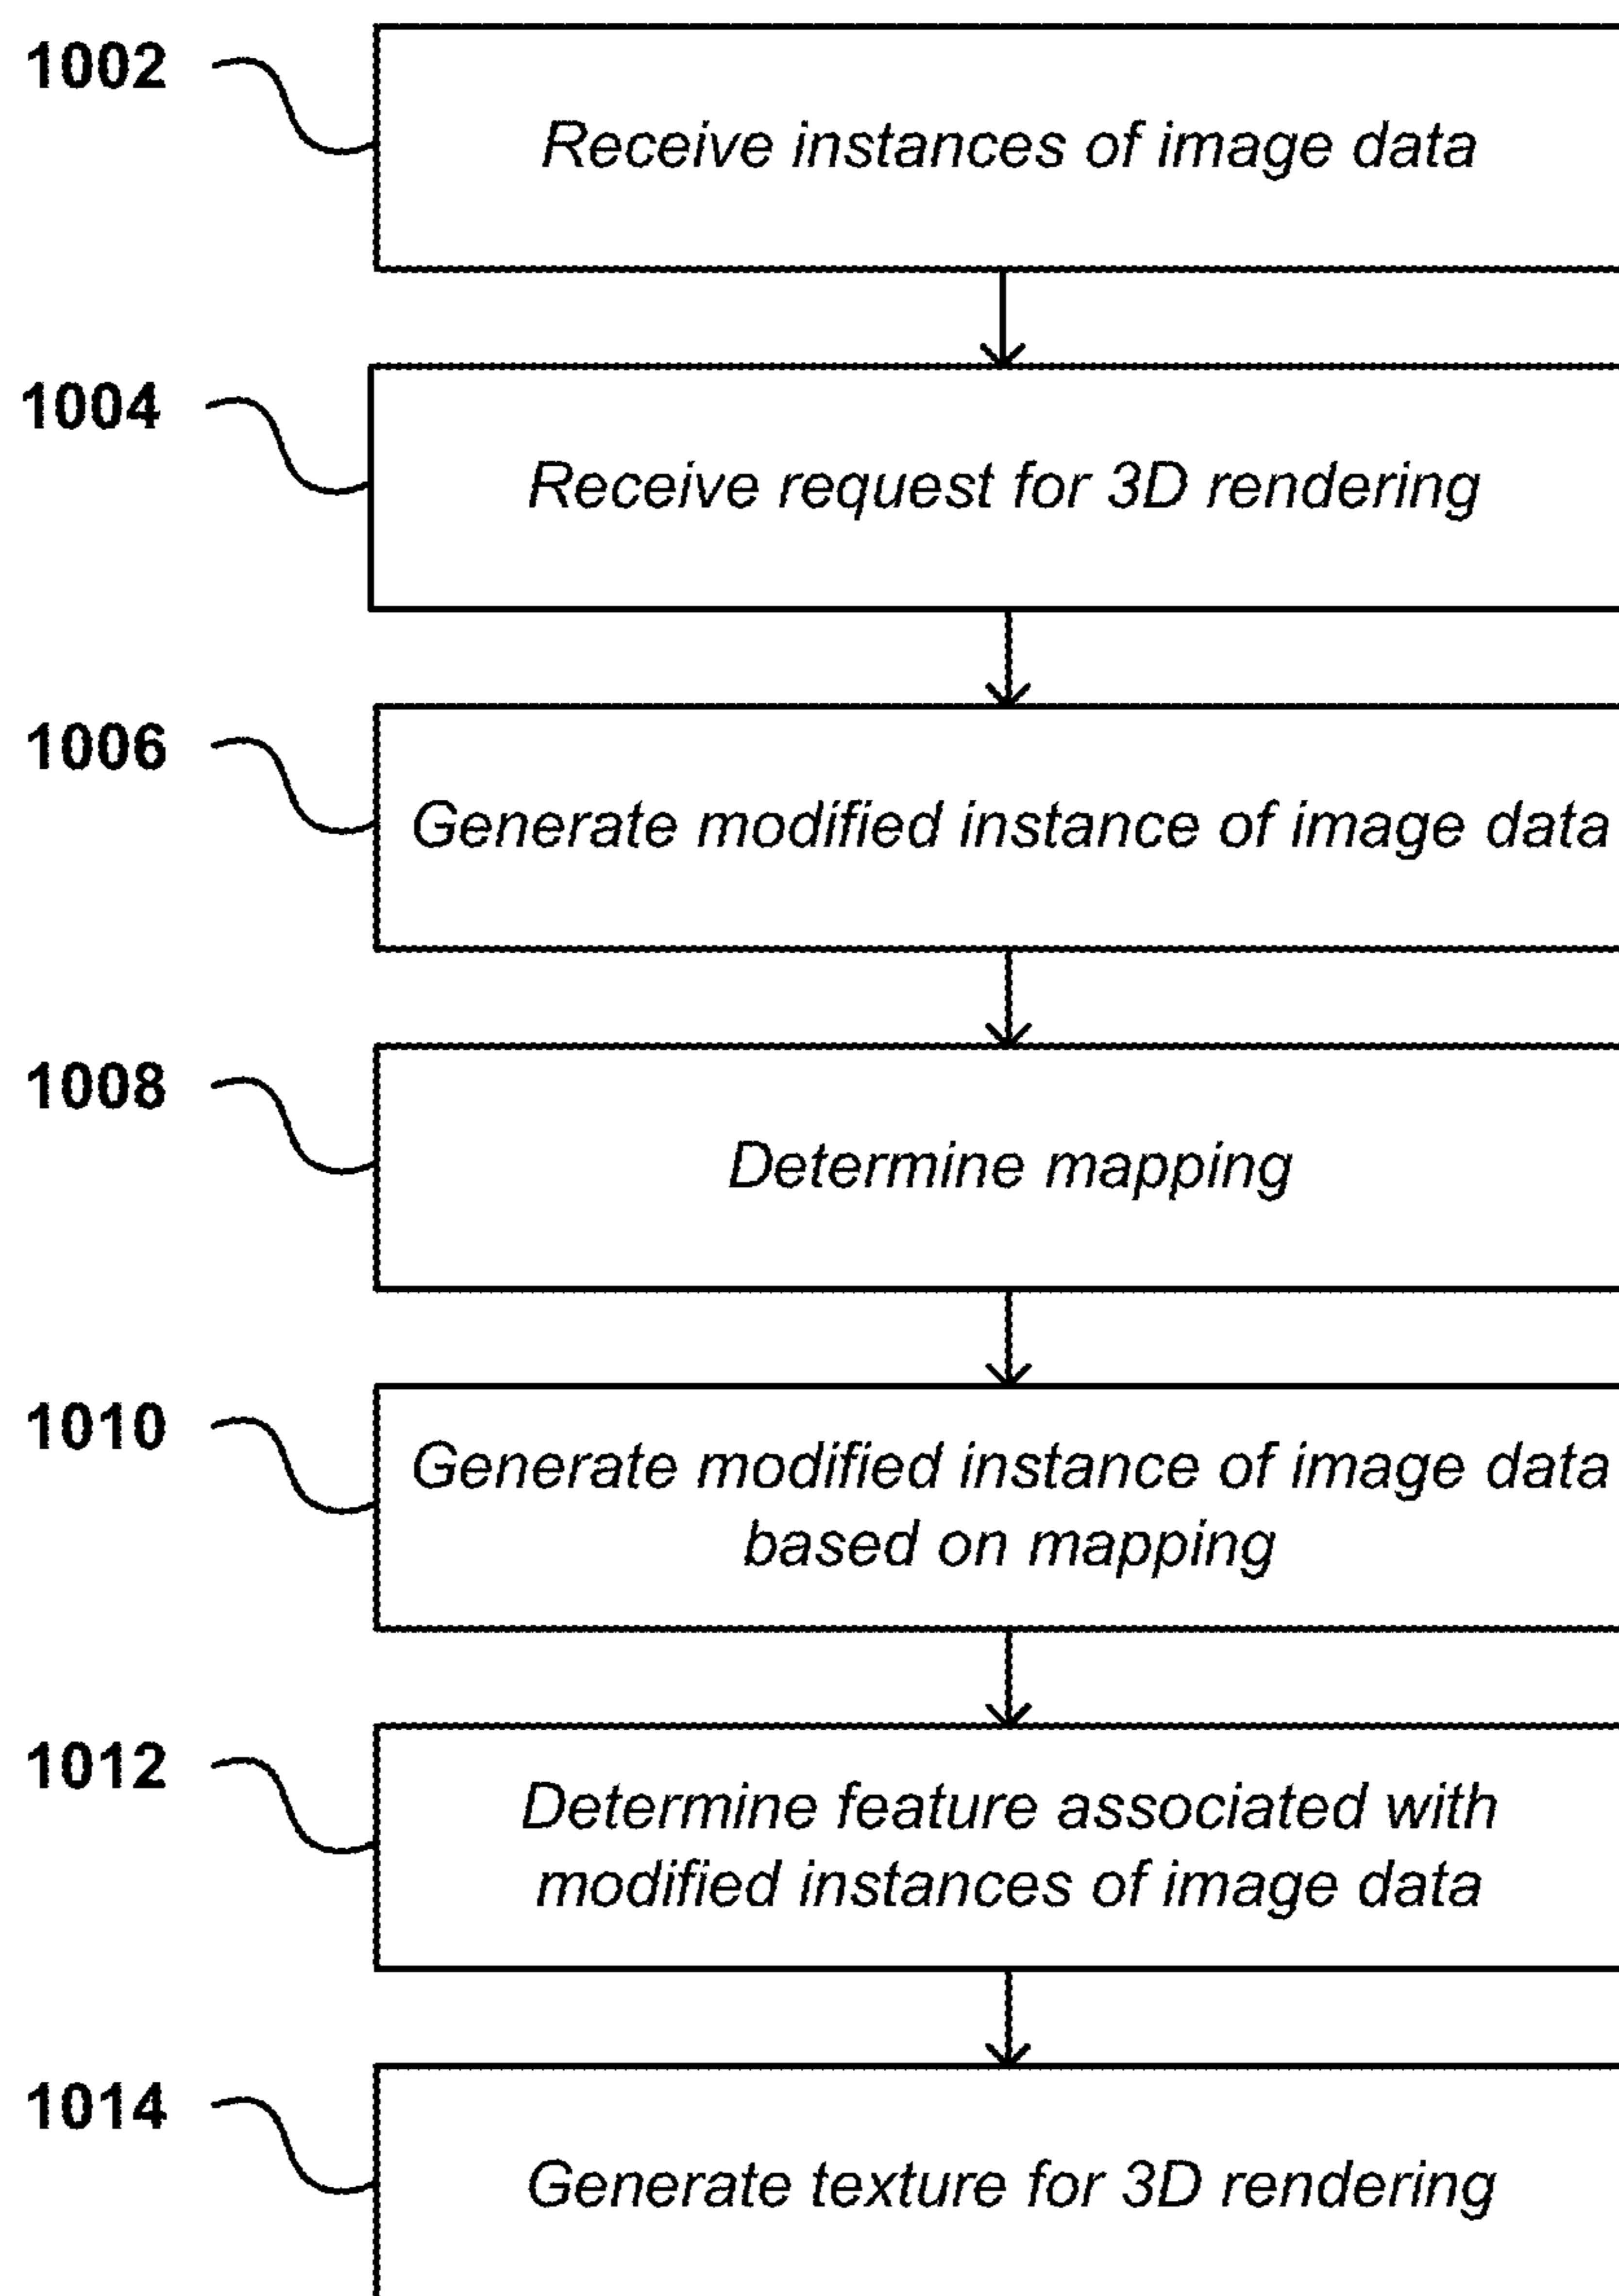 1002
Receive instances of image data
1004
Receive request for 3D rendering
1006
Generate modified instance of image data
1008
Determine mapping
1010
Generate modified instance of image data
based on mapping
1012
Determine feature associated with
modified instances of image data
1014
Generate texture for 3D rendering